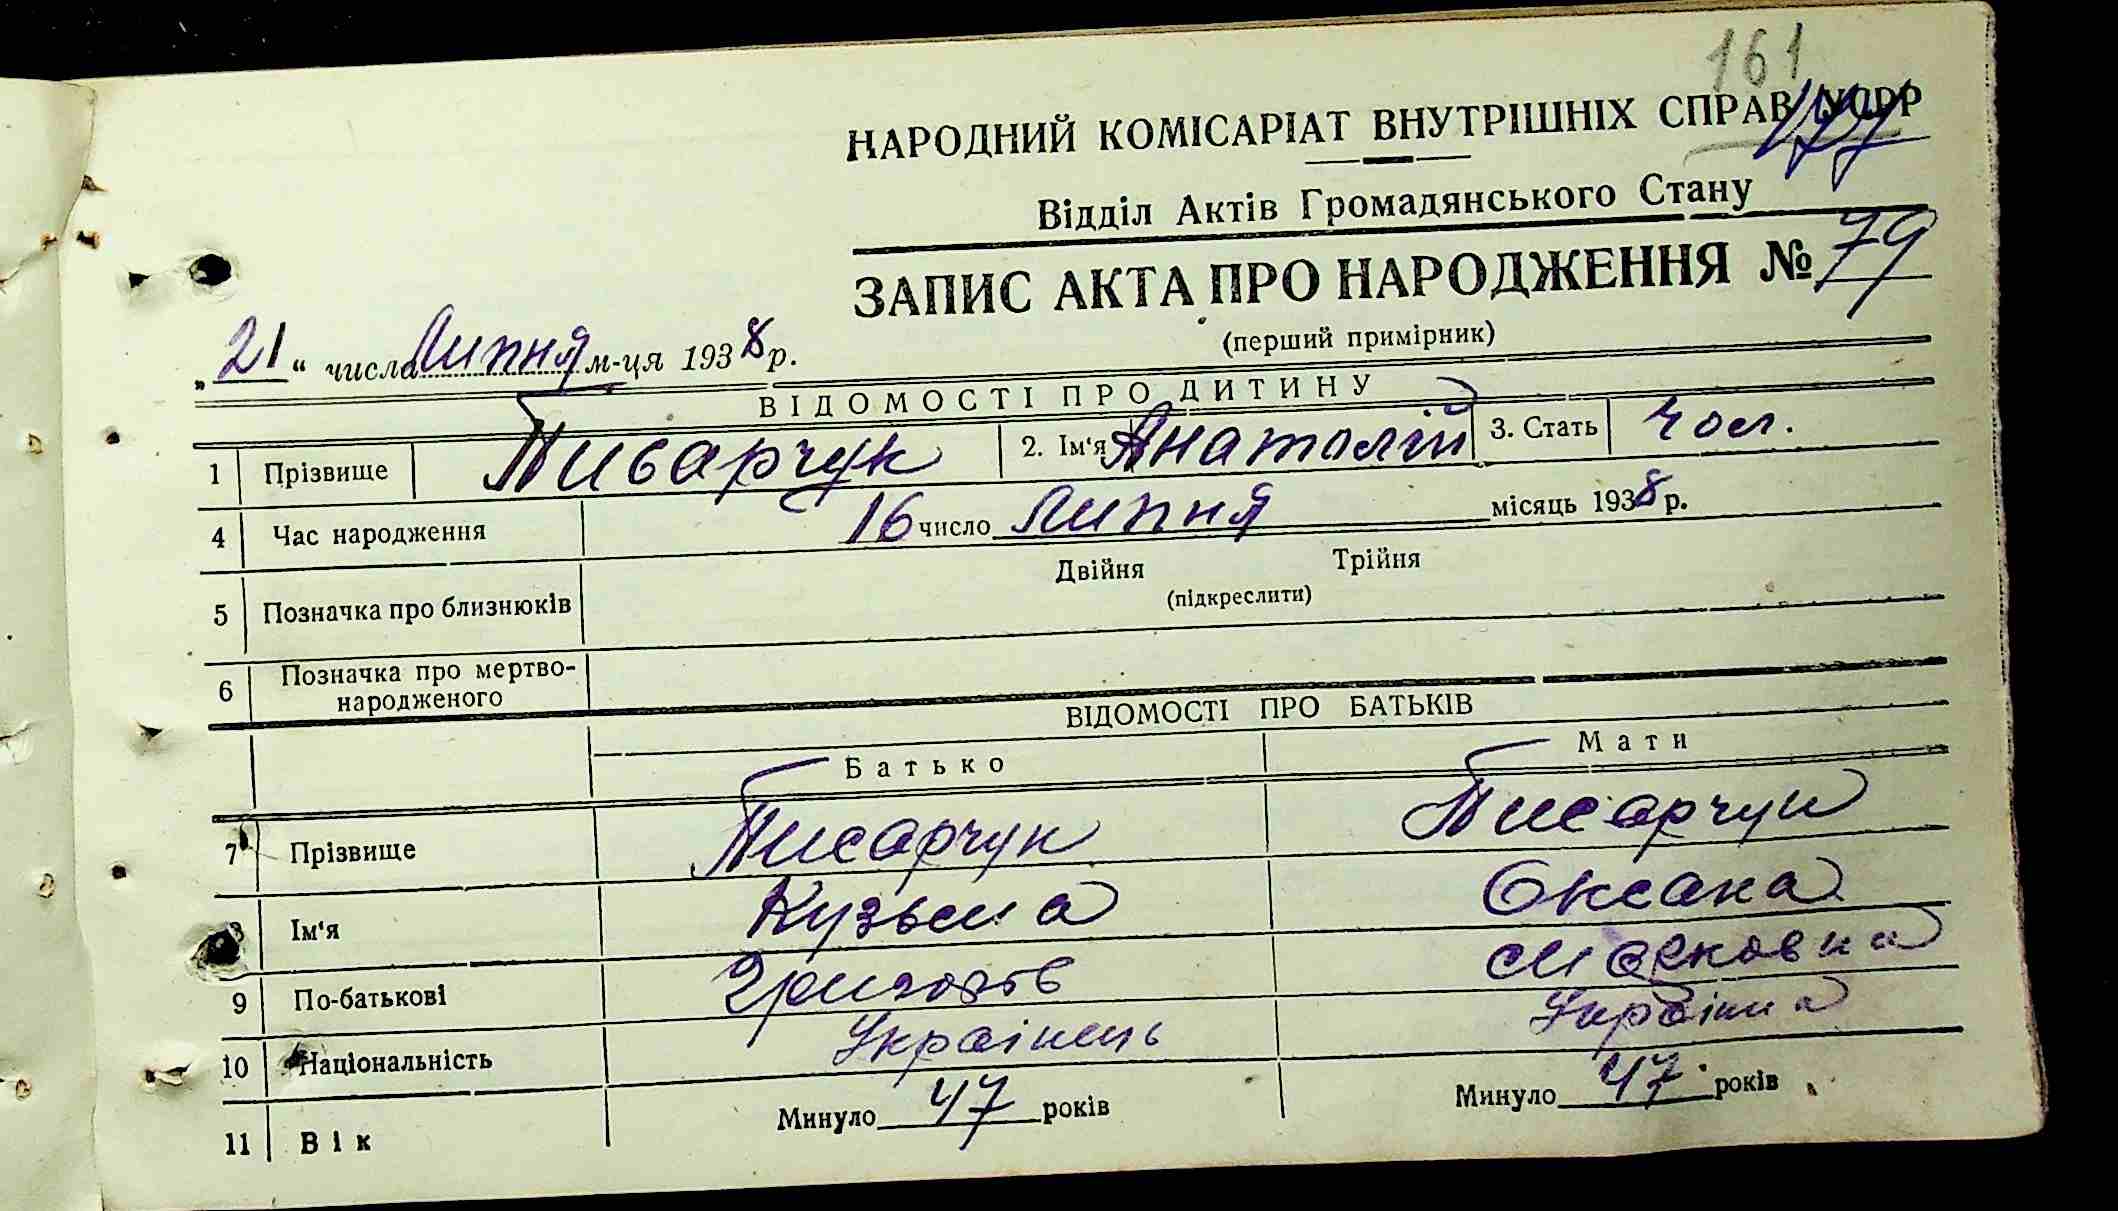 161
НАРОДНИЙ КОМІСАРІАТ ВНУТРІШНІХ СПРАВ УСРР
Відділ Актів Громадянського Стану
ЗАПИС АКТА ПРО НАРОДЖЕННЯ № 79
(перший примірник)
„21“ числа Липня м-ця 1938 р.
ВІДОМОСТІ ПРО ДИТИНУ
1 Прізвище Писарчук 2. Ім‘я Анатолій 3. Стать Чол.
4 Час народження 16 число Липня місяць 1938 р.
5 Позначка про близнюків Двійня Трійня
(підкреслити)
6 Позначка про мертво-
народженого
ВІДОМОСТІ ПРО БАТЬКІВ
Батько Мати
7 Прізвище Писарчук Писарчук
8 Ім‘я Кузьма Оксана
9 По-батькові Марковна
10 Національність Українець Українка
11 Вік Минуло 47 років Минуло 47 років